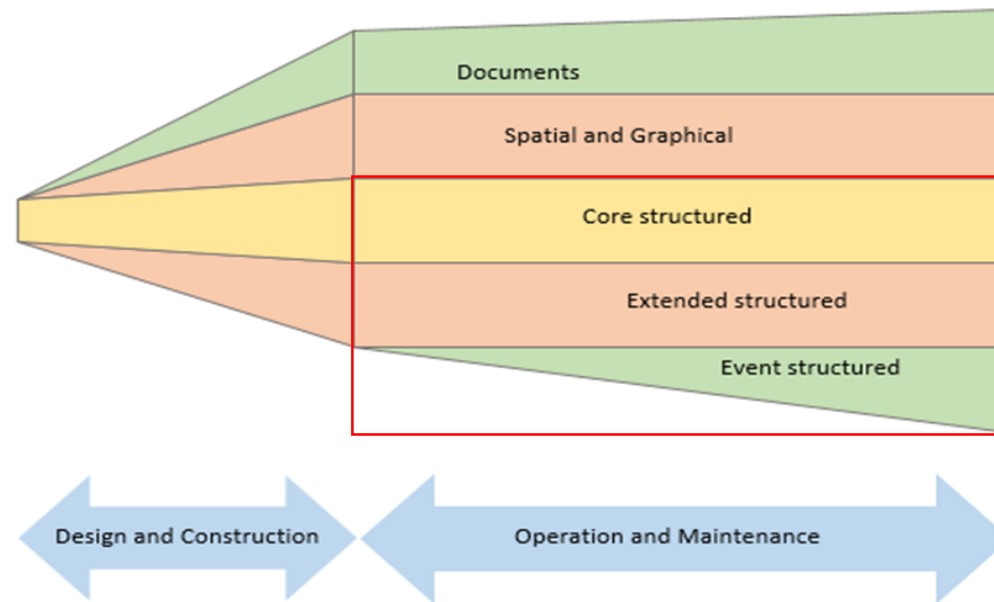 Documents
Spatial and Graphical
Core structured
Extended structured
Event structured
Design and Construction
Operation and Maintenance